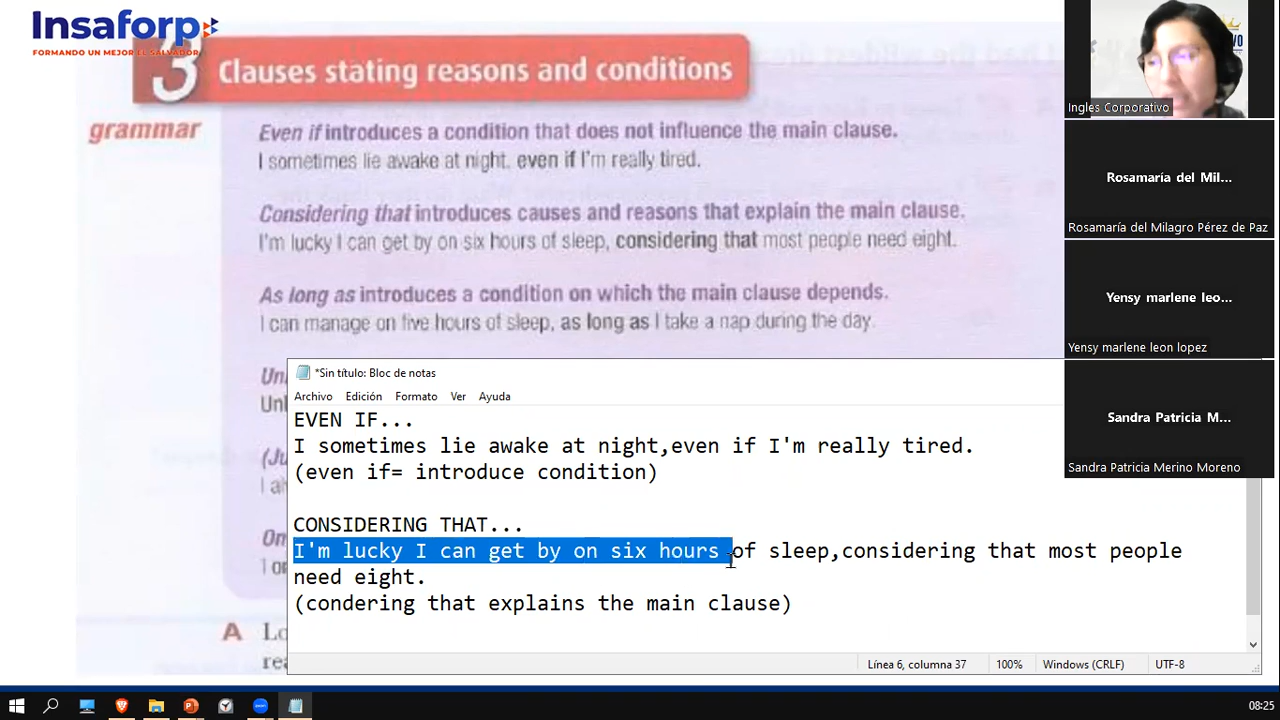 Insaforp
FORMANDO UN MEJOR EL SALVADOR
3 Clauses stating reasons and conditions
grammar
Even if introduces a condition that does not influence the main clause.
I sometimes lie awake at night, even if I'm really tired.
Considering that introduces causes and reasons that explain the main clause.
I'm lucky I can get by on six hours of sleep, considering that most people need eight.
As long as introduces a condition on which the main clause depends.
I can manage on five hours of sleep, as long as I take a nap during the day.
*Sin título: Bloc de notas
Archivo Edición Formato Ver Ayuda
EVEN IF...
I sometimes lie awake at night,even if I'm really tired.
(even if= introduce condition)
CONSIDERING THAT...
I'm lucky I can get by on six hours of sleep,considering that most people
need eight.
(condering that explains the main clause)
Línea 6, columna 37 100% Windows (CRLF) UTF-8
A
Ingles Corporativo
Rosamaría del Mil...
Rosamaría del Milagro Pérez de Paz
Yensy marlene leo...
Yensy marlene leon lopez
Sandra Patricia M...
Sandra Patricia Merino Moreno
08:25